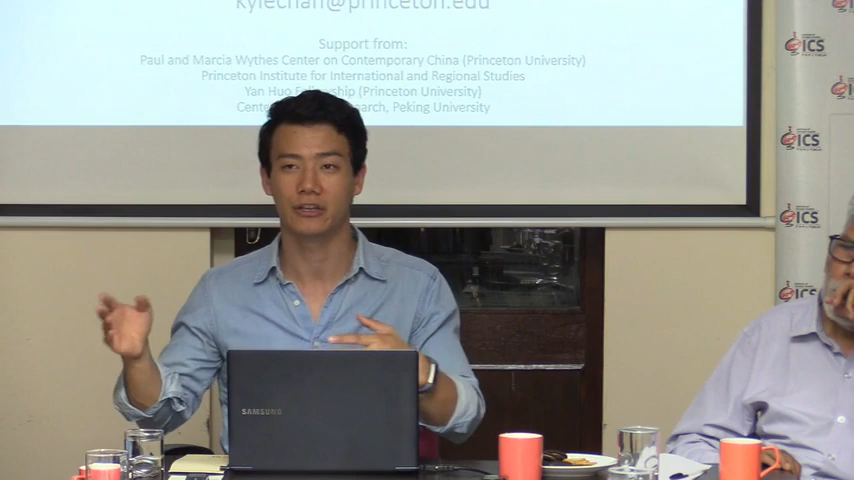 kylechan@princeton.edu
Support from:
Paul and Marcia Wythes Center on Contemporary China (Princeton University)
Princeton Institute for International and Regional Studies
Yan Huo Fellowship (Princeton University)
Center Research, Peking University
ICS
ICS
ICS
ICS
SAMSUNG